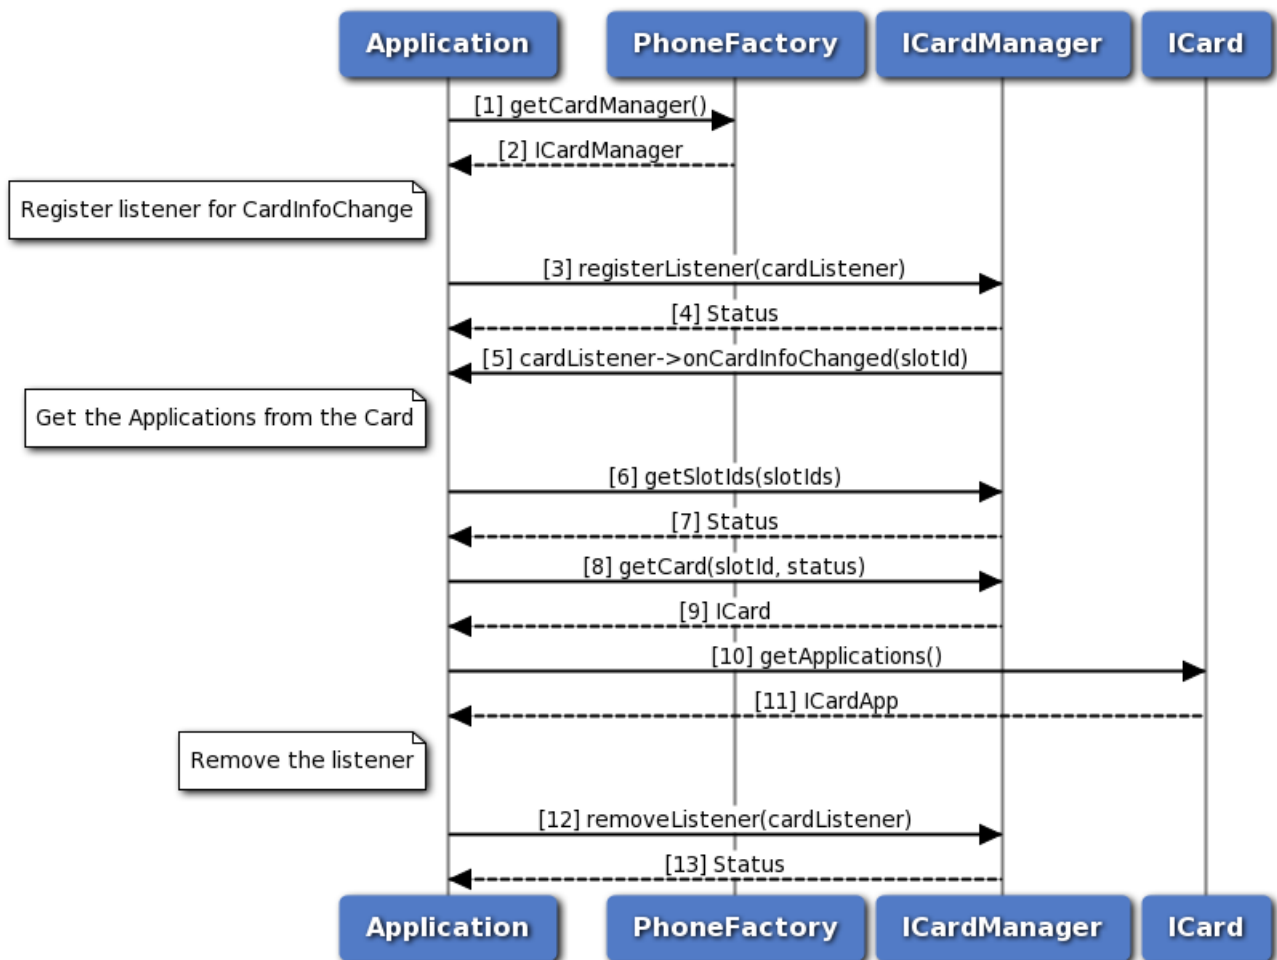 Application
PhoneFactory
ICardManager
ICard
[1] getCardManager()
[2] ICardManager
Register listener for CardInfoChange
[3] registerListener(cardListener)
[4] Status
[5] cardListener->onCardInfoChanged(slotId)
Get the Applications from the Card
[6] getSlotIds(slotIds)
[7] Status
[8] getCard(slotId, status)
[9] ICard
[10] getApplications()
[11] ICardApp
Remove the listener
[12] removeListener(cardListener)
[13] Status
Application
PhoneFactory
ICardManager
ICard